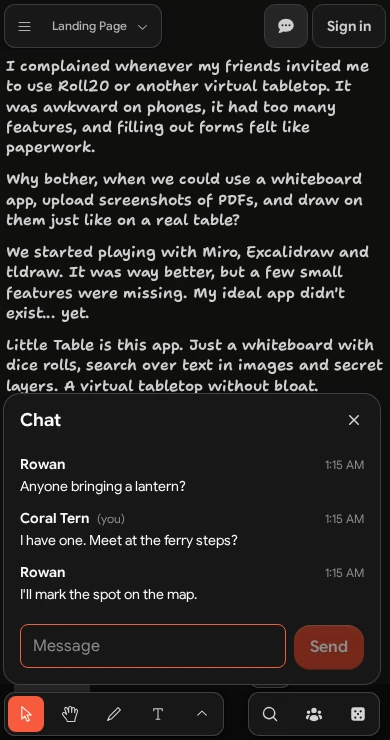 Landing Page
Sign in
I complained whenever my friends invited me
to use Roll20 or another virtual tabletop. It
was awkward on phones, it had too many
features, and filling out forms felt like
paperwork.
Why bother, when we could use a whiteboard
app, upload screenshots of PDFs, and draw on
them just like on a real table?
We started playing with Miro, Excalidraw and
tldraw. It was way better, but a few small
features were missing. My ideal app didn't
exist... yet.
Little Table is this app. Just a whiteboard with
dice rolls, search over text in images and secret
layers. A virtual tabletop without bloat.
Chat
Rowan 1:15 AM
Anyone bringing a lantern?
Coral Tern (you) 1:15 AM
I have one. Meet at the ferry steps?
Rowan 1:15 AM
I'll mark the spot on the map.
Message
Send
T